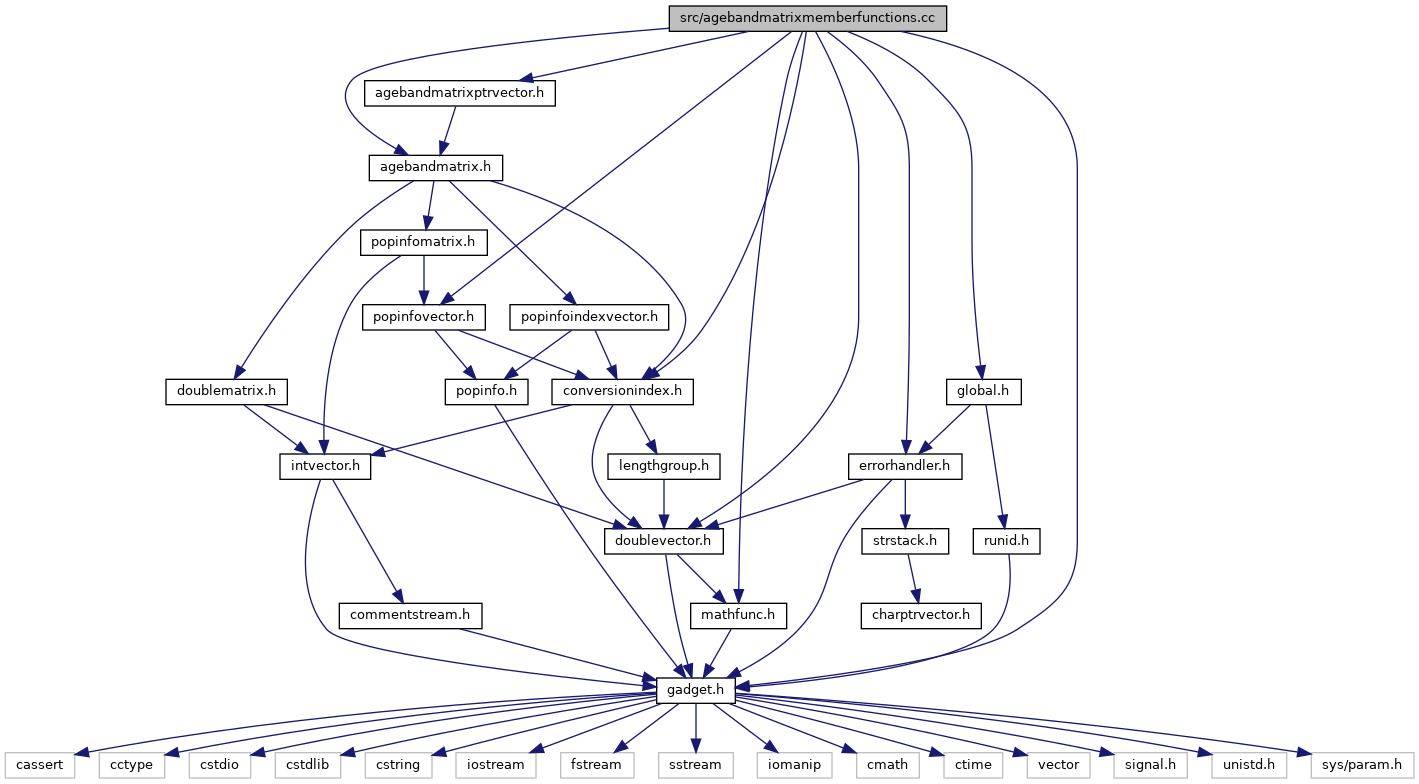 src/agebandmatrixmemberfunctions.cc
agebandmatrixptrvector.h
agebandmatrix.h
popinfomatrix.h
popinfovector.h
popinfoindexvector.h
doublematrix.h
popinfo.h
conversionindex.h
global.h
intvector.h
lengthgroup.h
errorhandler.h
doublevector.h
strstack.h
runid.h
commentstream.h
mathfunc.h
charptrvector.h
gadget.h
cassert
cctype
cstdio
cstdlib
cstring
iostream
fstream
sstream
iomanip
cmath
ctime
vector
signal.h
unistd.h
sys/param.h